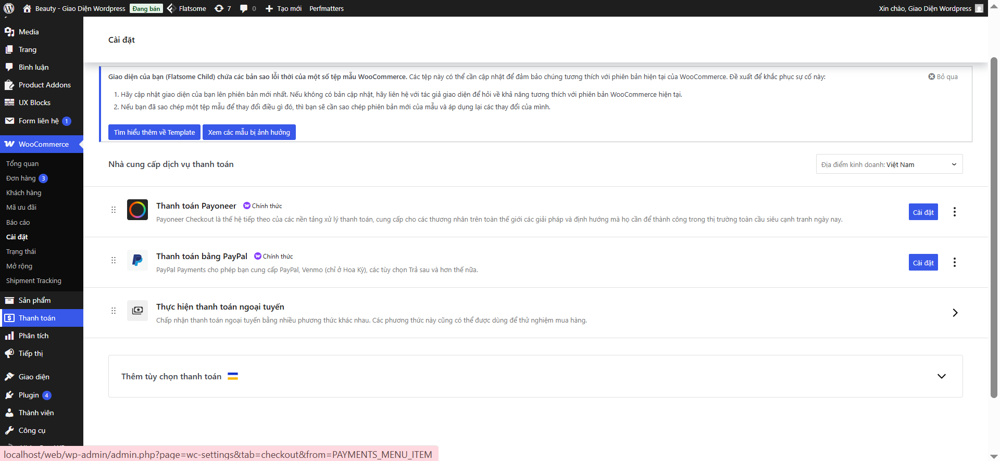 Beauty - Giao Diện Wordpress Đang bán Flatsome 7 0 Tạo mới Perfmatters Xin chào, Giao Diện Wordpress
Media
Trang
Bình luận
Product Addons
UX Blocks
Form liên hệ 1
WooCommerce
Tổng quan
Đơn hàng 3
Khách hàng
Mã ưu đãi
Báo cáo
Cài đặt
Trạng thái
Mở rộng
Shipment Tracking
Sản phẩm
Thanh toán
Phân tích
Tiếp thị
Giao diện
Plugin 4
Thành viên
Công cụ
Cài đặt
Giao diện của bạn (Flatsome Child) chứa các bản sao lỗi thời của một số tệp mẫu WooCommerce. Các tệp này có thể cần cập nhật để đảm bảo chúng tương thích với phiên bản hiện tại của WooCommerce. Đề xuất để khắc phục sự cố này:
Bỏ qua
1. Hãy cập nhật giao diện của bạn lên phiên bản mới nhất. Nếu không có bản cập nhật, hãy liên hệ với tác giả giao diện để hỏi về khả năng tương thích với phiên bản WooCommerce hiện tại.
2. Nếu bạn đã sao chép một tệp mẫu để thay đổi điều gì đó, thì bạn sẽ cần sao chép phiên bản mới của mẫu và áp dụng lại các thay đổi của mình.
Tìm hiểu thêm về Template Xem các mẫu bị ảnh hưởng
Nhà cung cấp dịch vụ thanh toán
Địa điểm kinh doanh: Việt Nam
Thanh toán Payoneer Chính thức
Payoneer Checkout là thế hệ tiếp theo của các nền tảng xử lý thanh toán, cung cấp cho các thương nhân trên toàn thế giới các giải pháp và định hướng mà họ cần để thành công trong thị trường toàn cầu siêu cạnh tranh ngày nay.
Cài đặt
Thanh toán bằng PayPal Chính thức
PayPal Payments cho phép bạn cung cấp PayPal, Venmo (chỉ ở Hoa Kỳ), các tùy chọn Trả sau và hơn thế nữa.
Cài đặt
Thực hiện thanh toán ngoại tuyến
Chấp nhận thanh toán ngoại tuyến bằng nhiều phương thức khác nhau. Các phương thức này cũng có thể được dùng để thử nghiệm mua hàng.
Thêm tùy chọn thanh toán
localhost/web/wp-admin/admin.php?page=wc-settings&tab=checkout&from=PAYMENTS_MENU_ITEM